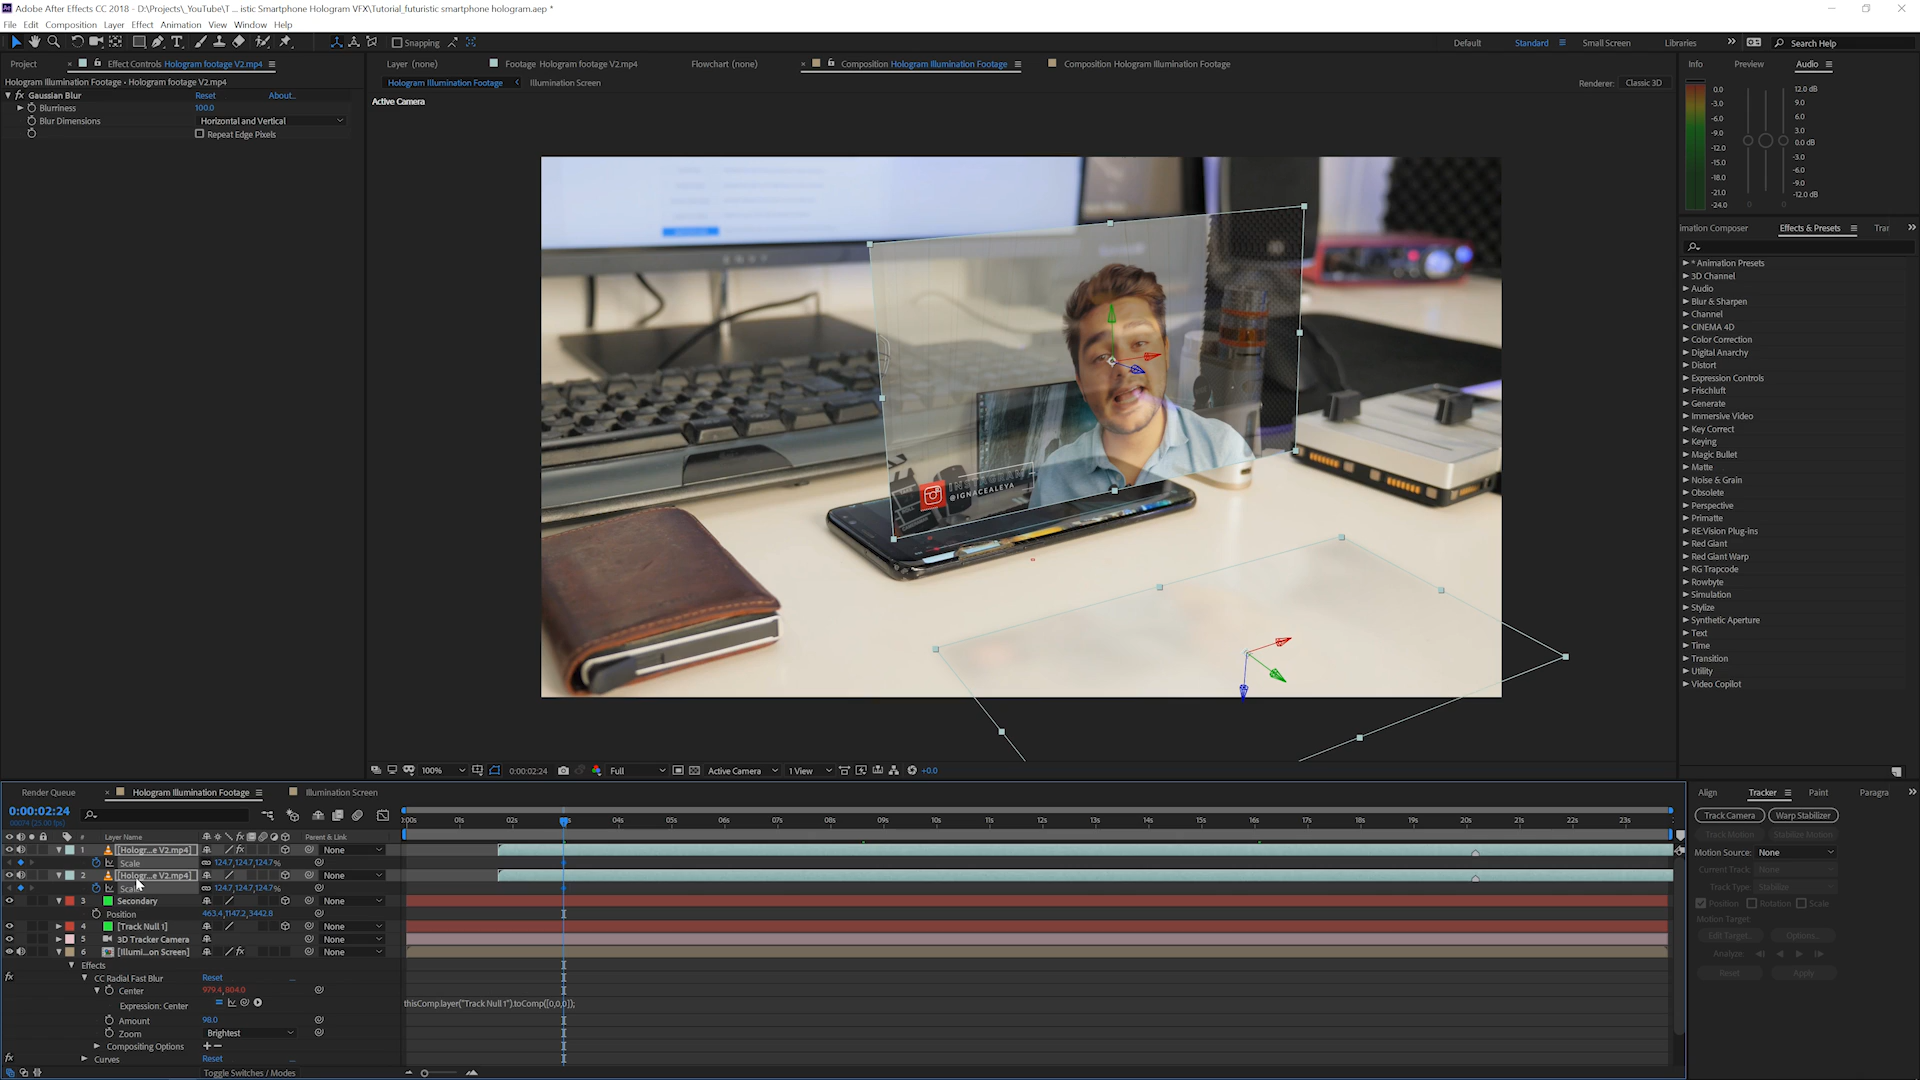 Adobe After Effects CC 2018 - D:\Projects\_YouTube\T ... istic Smartphone Hologram VFX\Tutorial_futuristic smartphone hologram.aep *
File Edit Composition Layer Effect Animation View Window Help
Snapping
Default Standard Small Screen Libraries Search Help
Project Effect Controls Hologram footage V2.mp4
Layer (none) Footage Hologram footage V2.mp4 Flowchart (none) Composition Hologram Illumination Footage Composition Hologram Illumination Footage
Info Preview Audio
Hologram Illumination Footage • Hologram footage V2.mp4
Hologram Illumination Footage Illumination Screen
Renderer: Classic 3D
fx Gaussian Blur Reset About...
Blurriness 100.0
Blur Dimensions Horizontal and Vertical
Repeat Edge Pixels
Active Camera
0.0
-3.0
-6.0
-9.0
-12.0
-15.0
-18.0
-21.0
-24.0
12.0 dB
9.0
6.0
3.0
0.0 dB
-3.0
-6.0
-9.0
-12.0 dB
imation Composer Effects & Presets Trar
* Animation Presets
3D Channel
Audio
Blur & Sharpen
Channel
CINEMA 4D
Color Correction
Digital Anarchy
Distort
Expression Controls
Frischluft
Generate
Immersive Video
Key Correct
Keying
Magic Bullet
Matte
Noise & Grain
Obsolete
Perspective
Primatte
RE:Vision Plug-ins
Red Giant
Red Giant Warp
RG Trapcode
Rowbyte
Simulation
Stylize
Synthetic Aperture
Text
Time
Transition
Utility
Video Copilot
INSTAGRAM
@IGNACEALEYA
100% 0:00:02:24 Full Active Camera 1 View +0.0
Render Queue Hologram Illumination Footage Illumination Screen
Align Tracker Paint Paragra
0:00:02:24
Layer Name Parent & Link
01s 02s 04s 05s 06s 07s 08s 09s 10s 11s 12s 13s 14s 15s 16s 17s 18s 19s 20s 21s 22s 23s
1 [Hologr...e V2.mp4] None
Scale 124.7,124.7,124.7%
2 [Hologr...e V2.mp4] None
Scale 124.7,124.7,124.7%
3 Secondary None
Position 463.4,1147.2,3442.8
4 [Track Null 1] None
5 3D Tracker Camera None
6 [Illumi...on Screen] None
Effects
fx CC Radial Fast Blur Reset
Center 979.4,804.0
Expression: Center thisComp.layer("Track Null 1").toComp([0,0,0]);
Amount 98.0
Zoom Brightest
Compositing Options
fx Curves Reset
Toggle Switches / Modes
Track Camera Warp Stabilizer
Track Motion Stabilize Motion
Motion Source: None
Current Track: None
Track Type: Stabilize
Position Rotation Scale
Motion Target:
Edit Target... Options...
Analyze:
Reset Apply